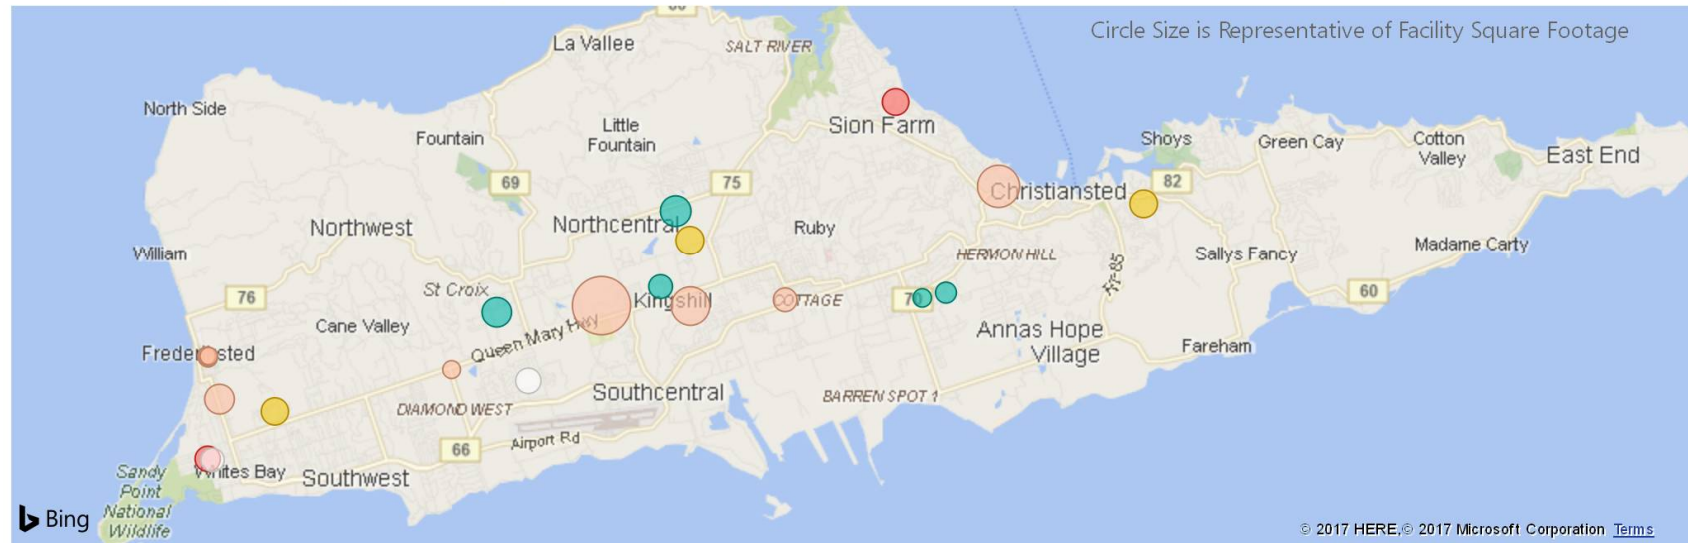 Circle Size is Representative of Facility Square Footage
La Vallee
SALT RIVER
North Side
Fountain
Little
Fountain
Sion Farm
Shoys
Green Cay
Cotton
Valley
East End
69
75
82
Christiansted
Northwest
Northcentral
Ruby
William
HERMON HILL
Sallys Fancy
Madame Carty
St Croix
76
Kingshill
COTTAGE
70
60
Cane Valley
Queen Mary Hwy
Annas Hope
Village
Fareham
Frederiksted
DIAMOND WEST
Southcentral
BARREN SPOT 1
66
Airport Rd
Whites Bay
Southwest
Sandy
Point
National
Wildlife
Bing
© 2017 HERE, © 2017 Microsoft Corporation Terms